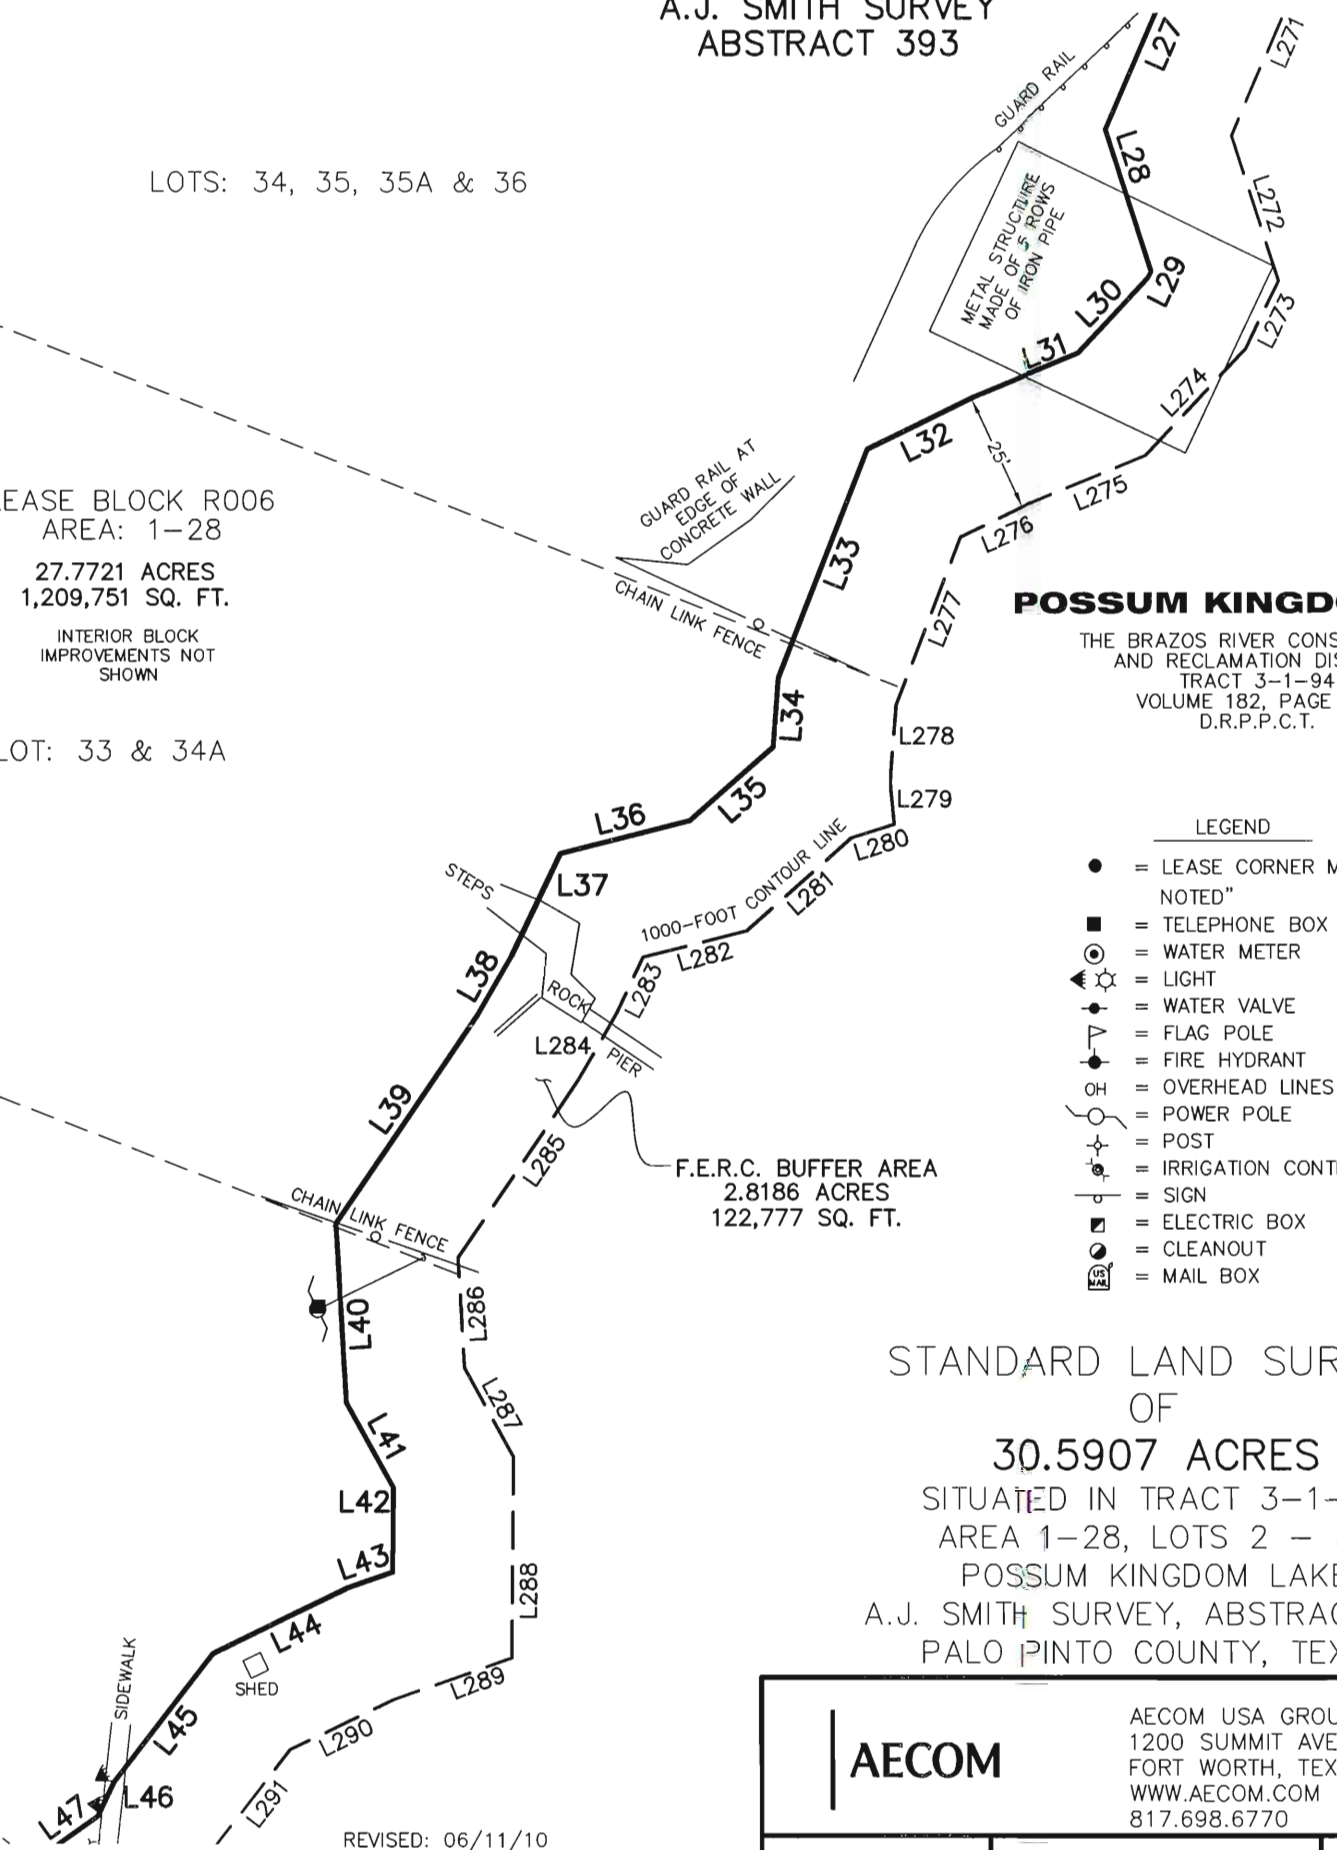 A.J. SMITH SURVEY
ABSTRACT 393
LOTS: 34, 35, 35A & 36
GUARD RAIL
METAL STRUCTURE
MADE OF 5 ROWS
OF IRON PIPE
L27
L271
L28
L272
L29
L30
L273
L31
L274
L32
25'
L275
L276
GUARD RAIL AT
EDGE OF
CONCRETE WALL
L33
CHAIN LINK FENCE
L277
EASE BLOCK R006
AREA: 1-28
27.7721 ACRES
1,209,751 SQ. FT.
INTERIOR BLOCK
IMPROVEMENTS NOT
SHOWN
LOT: 33 & 34A
POSSUM KINGD
THE BRAZOS RIVER CONS
AND RECLAMATION DIS
TRACT 3-1-94
VOLUME 182, PAGE
D.R.P.P.C.T.
L34
L278
L35
L279
L36
L280
1000-FOOT CONTOUR LINE
L281
STEPS
L37
L282
L38
L283
ROCK
PIER
L284
L39
L285
F.E.R.C. BUFFER AREA
2.8186 ACRES
122,777 SQ. FT.
CHAIN LINK FENCE
L40
L286
L41
L287
L42
L43
L288
L44
SHED
L289
SIDEWALK
L45
L290
L46
L291
L47
REVISED: 06/11/10
LEGEND
= LEASE CORNER M
NOTED"
= TELEPHONE BOX
= WATER METER
= LIGHT
= WATER VALVE
= FLAG POLE
= FIRE HYDRANT
OH = OVERHEAD LINES
= POWER POLE
= POST
= IRRIGATION CONT
= SIGN
= ELECTRIC BOX
= CLEANOUT
US MAIL = MAIL BOX
STANDARD LAND SUR
OF
30.5907 ACRES
SITUATED IN TRACT 3-1-
AREA 1-28, LOTS 2 -
POSSUM KINGDOM LAKE
A.J. SMITH SURVEY, ABSTRAC
PALO PINTO COUNTY, TEX
AECOM
AECOM USA GROU
1200 SUMMIT AVE
FORT WORTH, TEX
WWW.AECOM.COM
817.698.6770